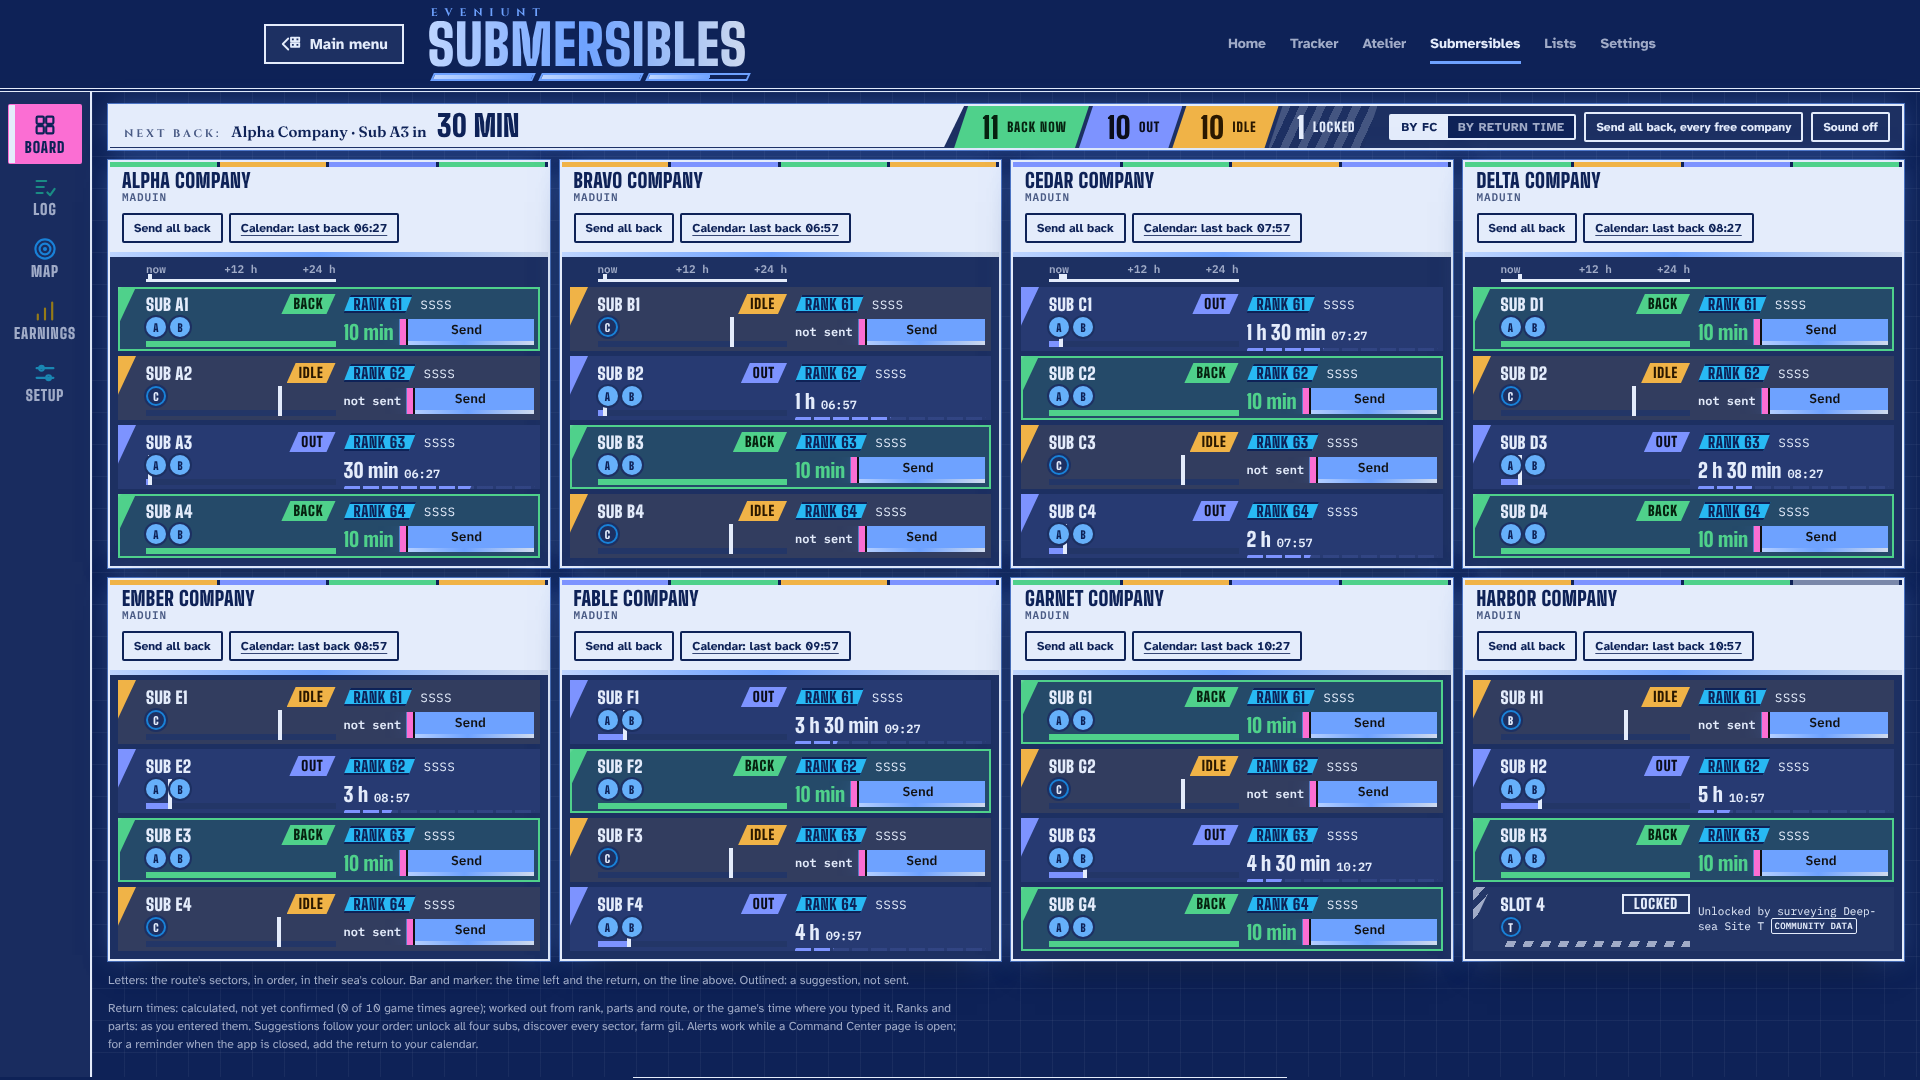 EVENIUNT
SUBMERSIBLES
Main menu
Home Tracker Atelier Submersibles Lists Settings
BOARD
LOG
MAP
EARNINGS
SETUP
NEXT BACK: Alpha Company · Sub A3 in 30 MIN
11 BACK NOW 10 OUT 10 IDLE 1 LOCKED
BY FC BY RETURN TIME Send all back, every free company Sound off
ALPHA COMPANY
MADUIN
Send all back Calendar: last back 06:27
now +12 h +24 h
SUB A1 BACK RANK 61 SSSS
A B 10 min Send
SUB A2 IDLE RANK 62 SSSS
C not sent Send
SUB A3 OUT RANK 63 SSSS
A B 30 min 06:27
SUB A4 BACK RANK 64 SSSS
A B 10 min Send
BRAVO COMPANY
MADUIN
Send all back Calendar: last back 06:57
now +12 h +24 h
SUB B1 IDLE RANK 61 SSSS
C not sent Send
SUB B2 OUT RANK 62 SSSS
A B 1 h 06:57
SUB B3 BACK RANK 63 SSSS
A B 10 min Send
SUB B4 IDLE RANK 64 SSSS
C not sent Send
CEDAR COMPANY
MADUIN
Send all back Calendar: last back 07:57
now +12 h +24 h
SUB C1 OUT RANK 61 SSSS
A B 1 h 30 min 07:27
SUB C2 BACK RANK 62 SSSS
A B 10 min Send
SUB C3 IDLE RANK 63 SSSS
C not sent Send
SUB C4 OUT RANK 64 SSSS
A B 2 h 07:57
DELTA COMPANY
MADUIN
Send all back Calendar: last back 08:27
now +12 h +24 h
SUB D1 BACK RANK 61 SSSS
A B 10 min Send
SUB D2 IDLE RANK 62 SSSS
C not sent Send
SUB D3 OUT RANK 63 SSSS
A B 2 h 30 min 08:27
SUB D4 BACK RANK 64 SSSS
A B 10 min Send
EMBER COMPANY
MADUIN
Send all back Calendar: last back 08:57
SUB E1 IDLE RANK 61 SSSS
C not sent Send
SUB E2 OUT RANK 62 SSSS
A B 3 h 08:57
SUB E3 BACK RANK 63 SSSS
A B 10 min Send
SUB E4 IDLE RANK 64 SSSS
C not sent Send
FABLE COMPANY
MADUIN
Send all back Calendar: last back 09:57
SUB F1 OUT RANK 61 SSSS
A B 3 h 30 min 09:27
SUB F2 BACK RANK 62 SSSS
A B 10 min Send
SUB F3 IDLE RANK 63 SSSS
C not sent Send
SUB F4 OUT RANK 64 SSSS
A B 4 h 09:57
GARNET COMPANY
MADUIN
Send all back Calendar: last back 10:27
SUB G1 BACK RANK 61 SSSS
A B 10 min Send
SUB G2 IDLE RANK 62 SSSS
C not sent Send
SUB G3 OUT RANK 63 SSSS
A B 4 h 30 min 10:27
SUB G4 BACK RANK 64 SSSS
A B 10 min Send
HARBOR COMPANY
MADUIN
Send all back Calendar: last back 10:57
SUB H1 IDLE RANK 61 SSSS
B not sent Send
SUB H2 OUT RANK 62 SSSS
A B 5 h 10:57
SUB H3 BACK RANK 63 SSSS
A B 10 min Send
SLOT 4 LOCKED Unlocked by surveying Deep-
T sea Site T COMMUNITY DATA
Letters: the route's sectors, in order, in their sea's colour. Bar and marker: the time left and the return, on the line above. Outlined: a suggestion, not sent.
Return times: calculated, not yet confirmed (0 of 10 game times agree); worked out from rank, parts and route, or the game's time where you typed it. Ranks and
parts: as you entered them. Suggestions follow your order: unlock all four subs, discover every sector, farm gil. Alerts work while a Command Center page is open;
for a reminder when the app is closed, add the return to your calendar.